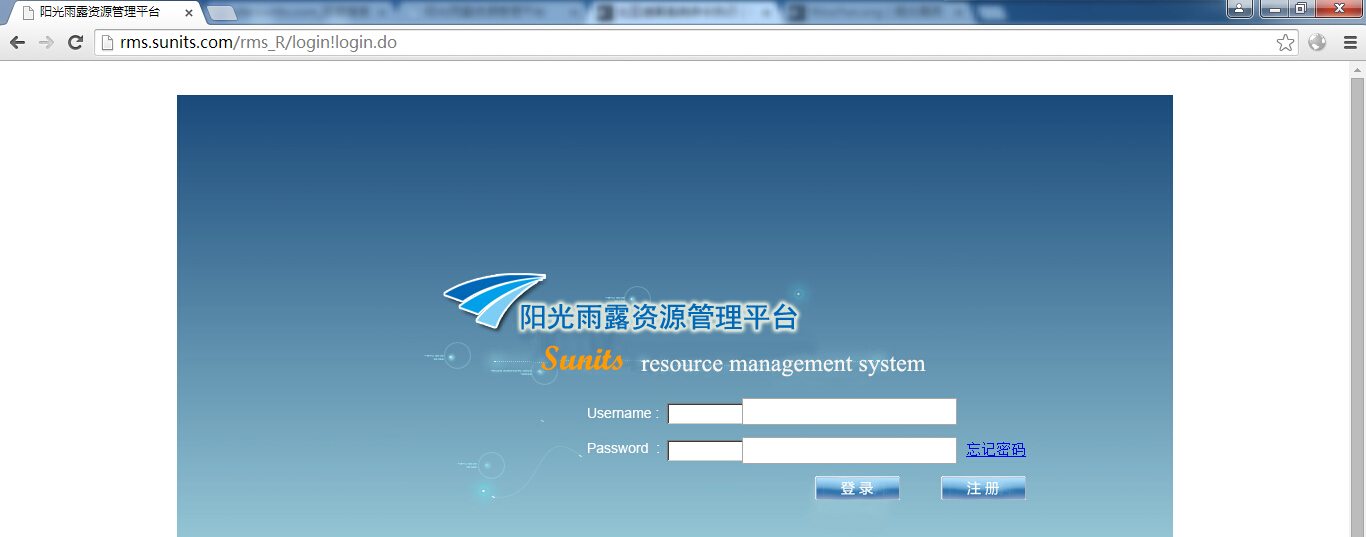 阳光雨露资源管理平台
rms.sunits.com/rms_R/login!login.do
阳光雨露资源管理平台
Sunits resource management system
Username :
Password :
忘记密码
登 录
注 册